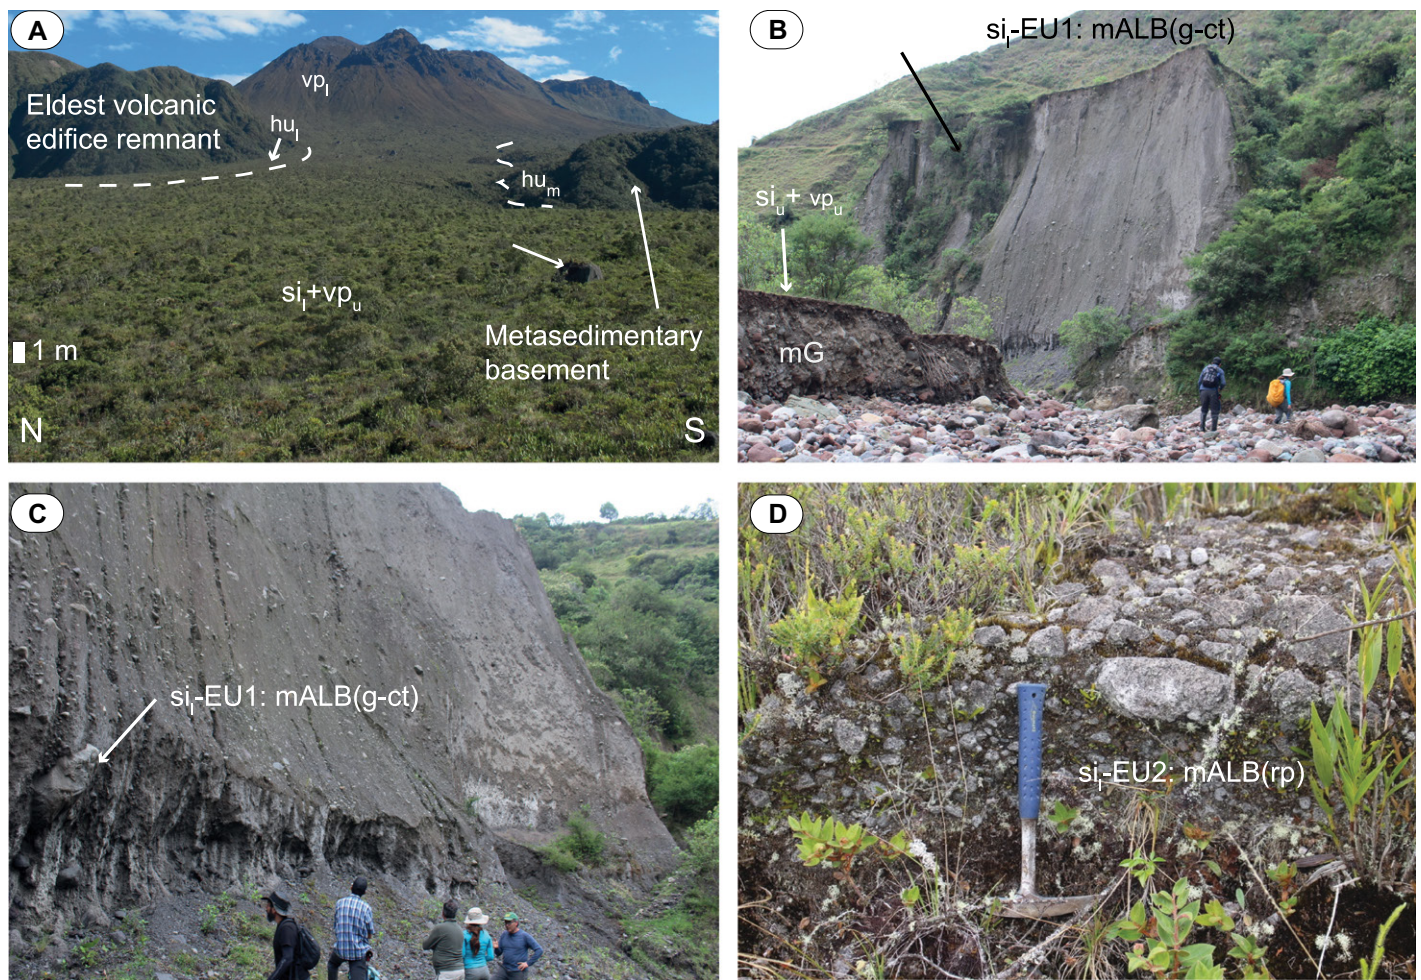 A
vpl
Eldest volcanic
edifice remnant
hul
hum
sil+vpu
Metasedimentary
basement
1 m
N
S
B
sil-EU1: mALB(g-ct)
siu+ vpu
mG
C
sil-EU1: mALB(g-ct)
D
sil-EU2: mALB(rp)